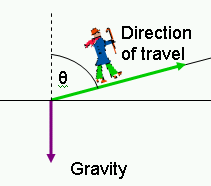 Direction
of travel
θ
Gravity